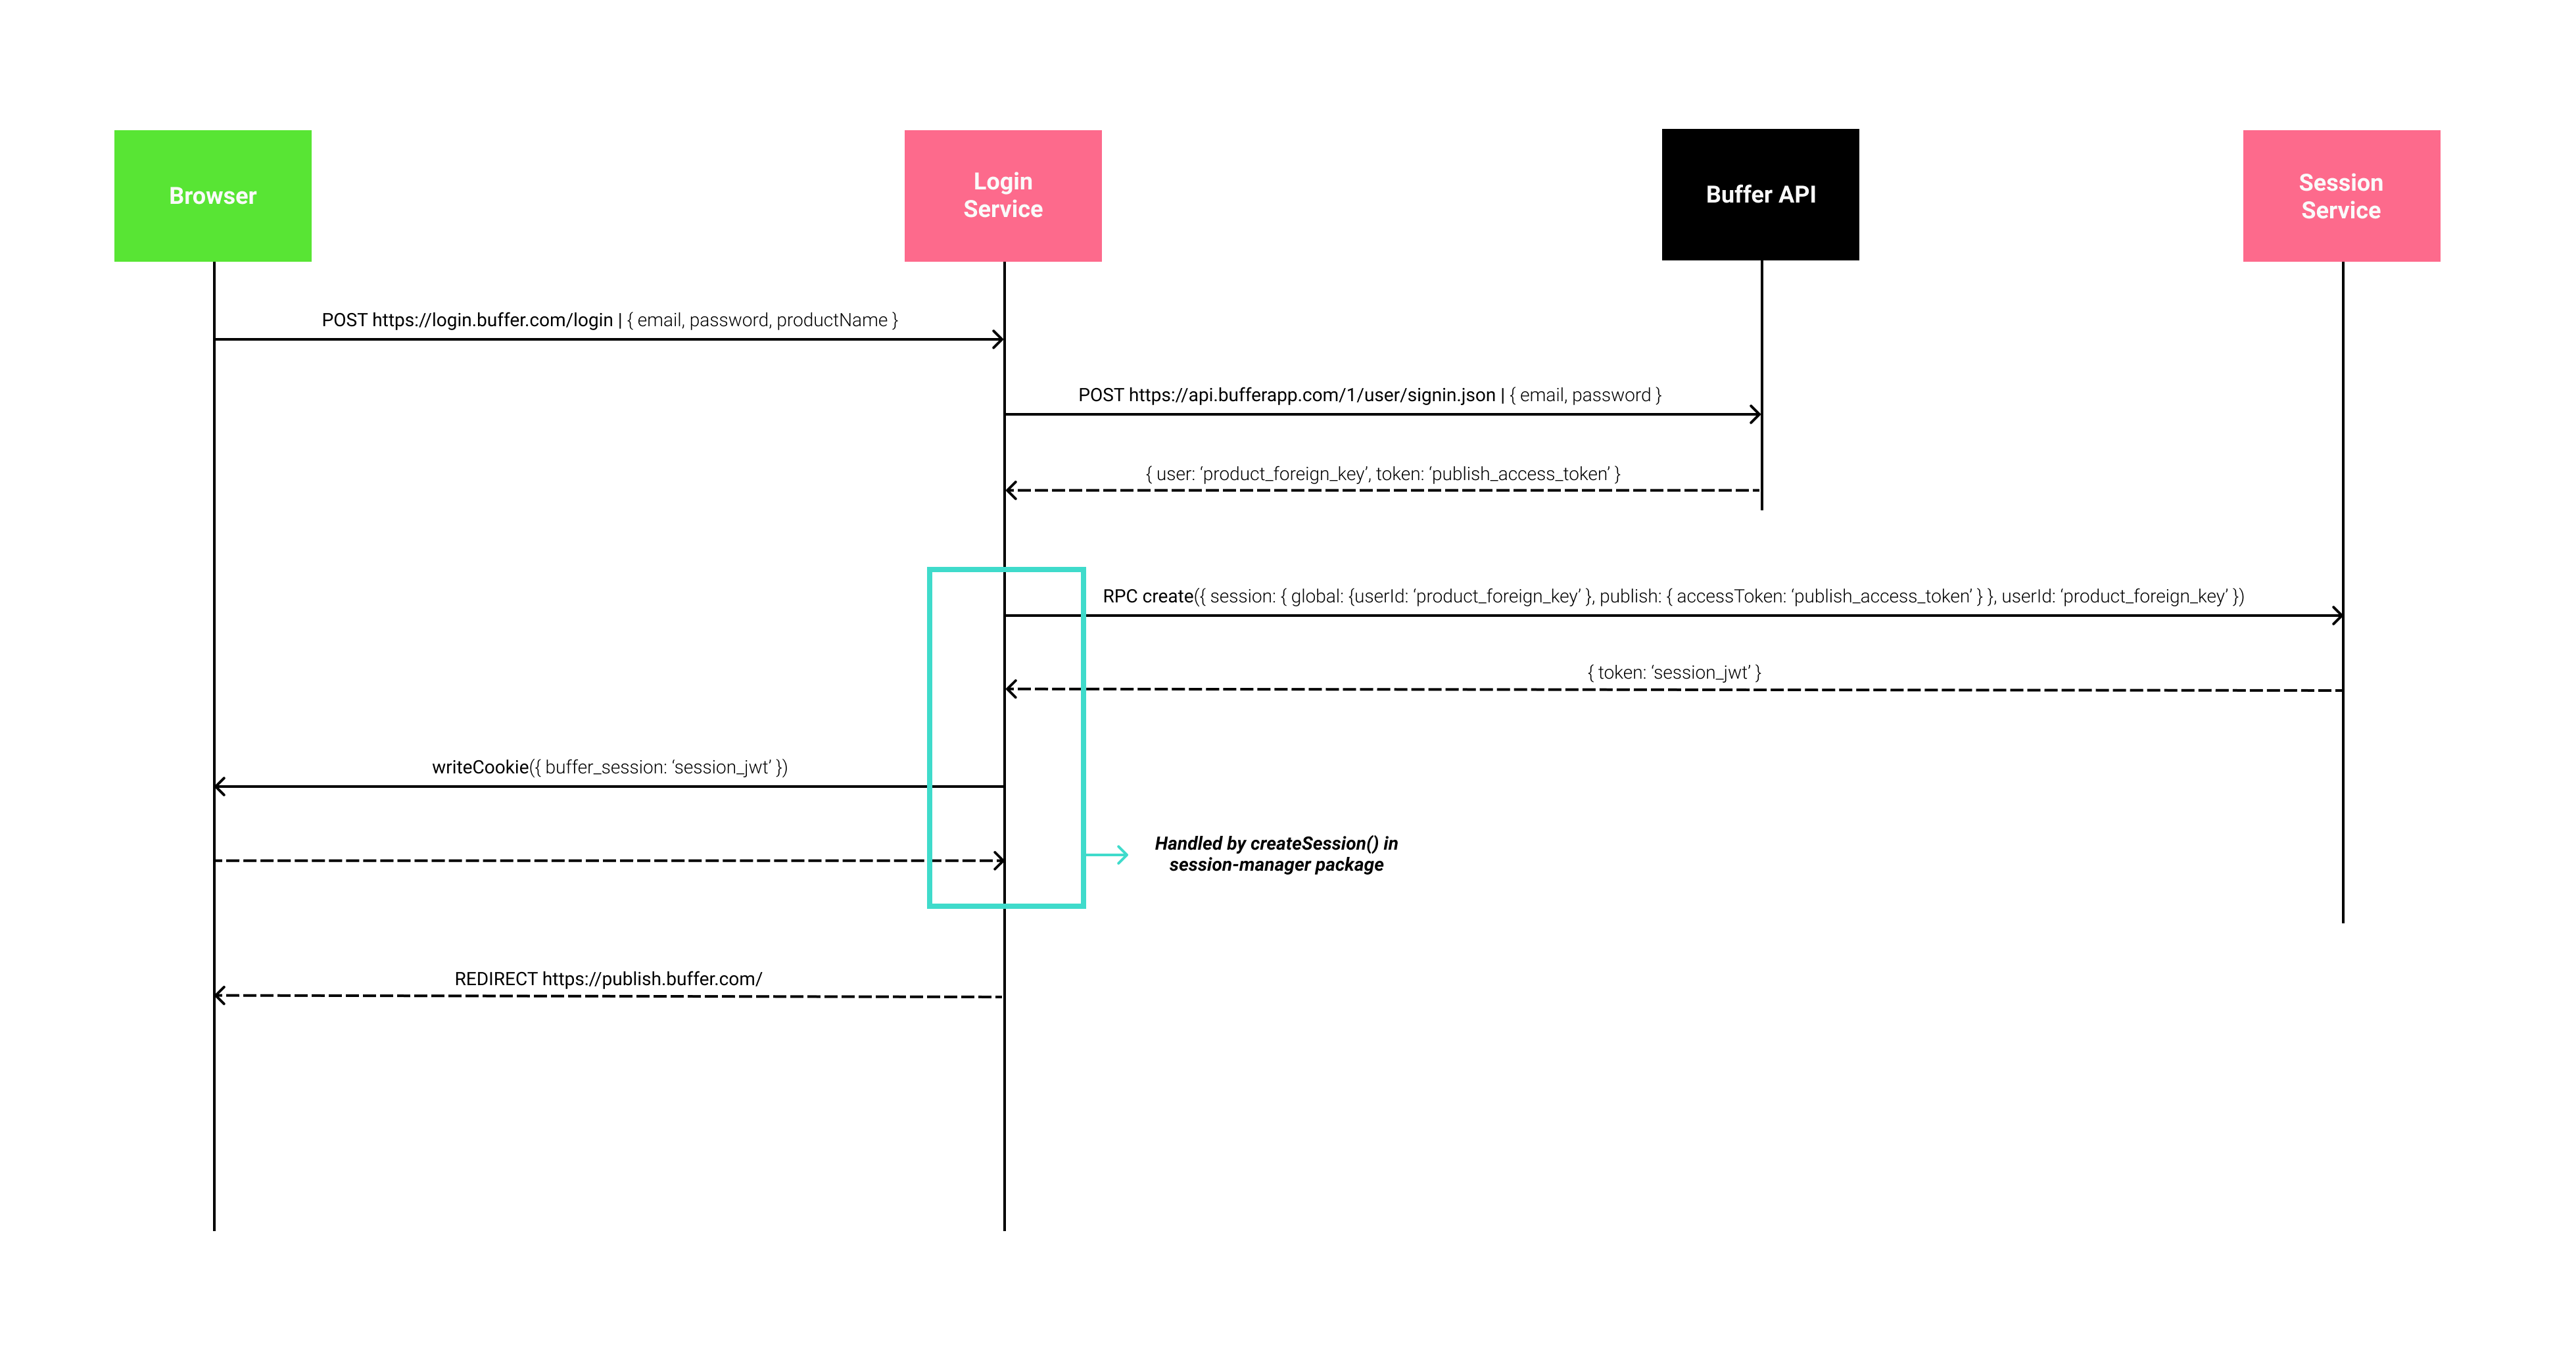 Browser
Login
Service
Buffer API
Session
Service
POST https://login.buffer.com/login | { email, password, productName }
POST https://api.bufferapp.com/1/user/signin.json | { email, password }
{ user: ‘product_foreign_key’, token: ‘publish_access_token’ }
RPC create({ session: { global: {userId: ‘product_foreign_key’ }, publish: { accessToken: ‘publish_access_token’ } }, userId: ‘product_foreign_key’ })
{ token: ‘session_jwt’ }
writeCookie({ buffer_session: ‘session_jwt’ })
Handled by createSession() in
session-manager package
REDIRECT https://publish.buffer.com/